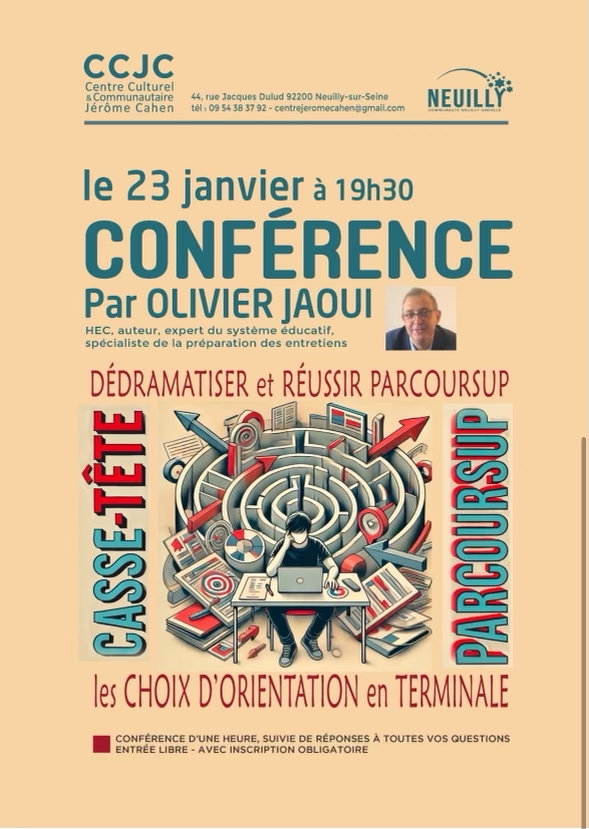 CCJC
Centre Culturel
& Communautaire
Jérôme Cahen
44, rue Jacques Dulud 92200 Neuilly-sur-Seine
tél : 09 54 38 37 92 - centrejeromecahen@gmail.com
NEUILLY
le 23 janvier à 19h30
CONFÉRENCE
Par OLIVIER JAOUI
HEC, auteur, expert du système éducatif,
spécialiste de la préparation des entretiens
DÉDRAMATISER et RÉUSSIR PARCOURSUP
CASSE-TÊTE
PARCOURSUP
les CHOIX D'ORIENTATION en TERMINALE
CONFÉRENCE D'UNE HEURE, SUIVIE DE RÉPONSES À TOUTES VOS QUESTIONS
ENTRÉE LIBRE - AVEC INSCRIPTION OBLIGATOIRE